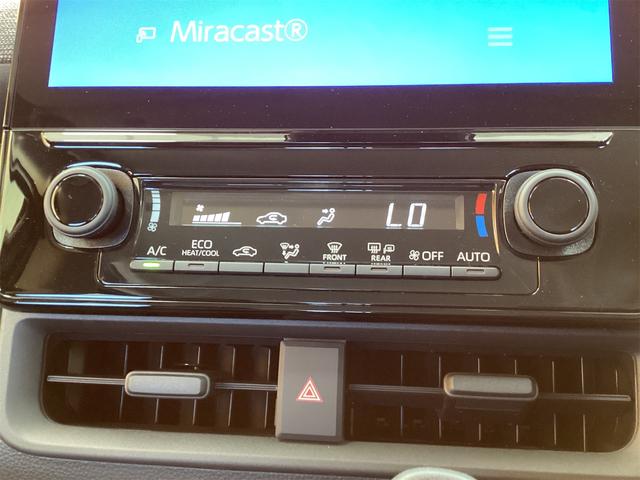 Miracast®
LO
A/C
ECO
HEAT/COOL
FRONT
REAR
OFF
AUTO